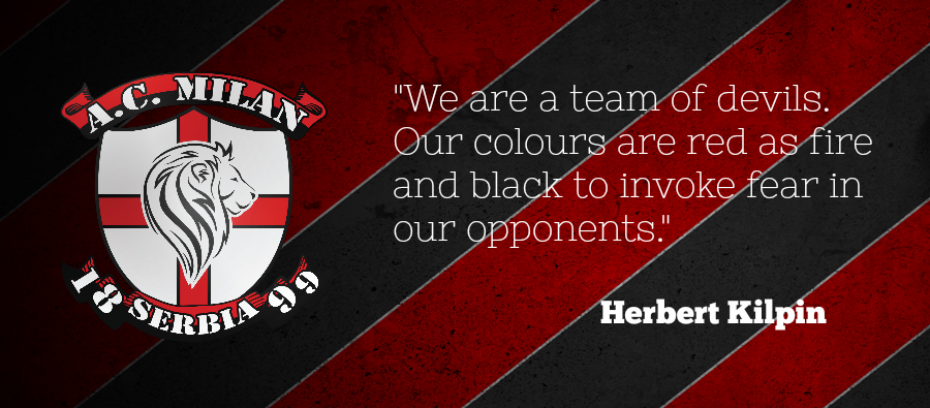 A.C. MILAN
18 SERBIA 99
"We are a team of devils.
Our colours are red as fire
and black to invoke fear in
our opponents."
Herbert Kilpin